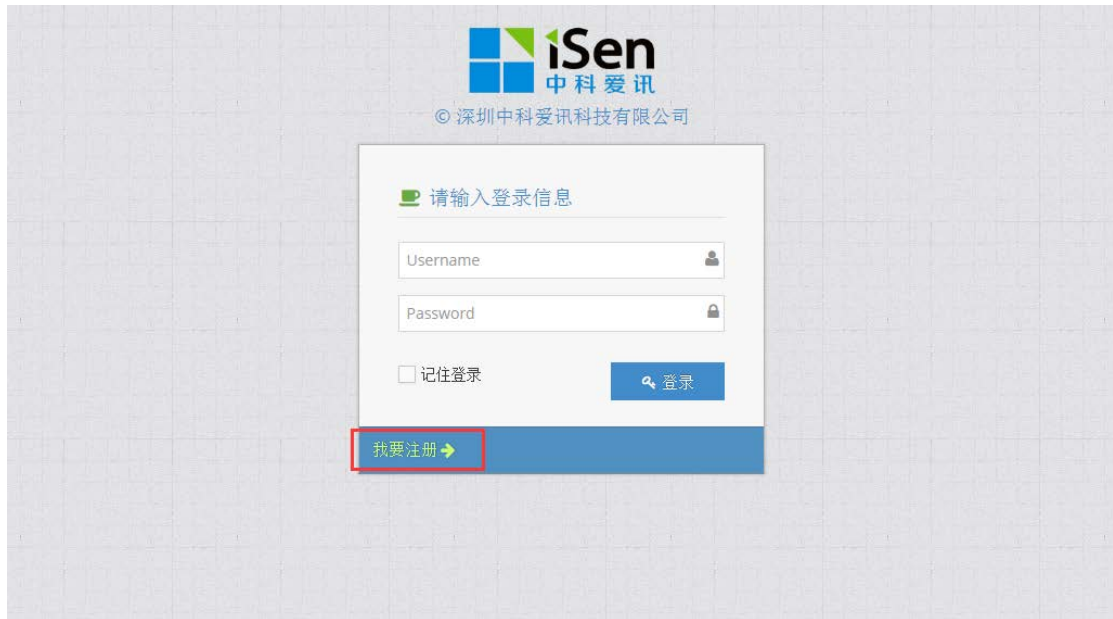 iSen
中科爱讯
© 深圳中科爱讯科技有限公司
请输入登录信息
Username
Password
记住登录
登录
我要注册